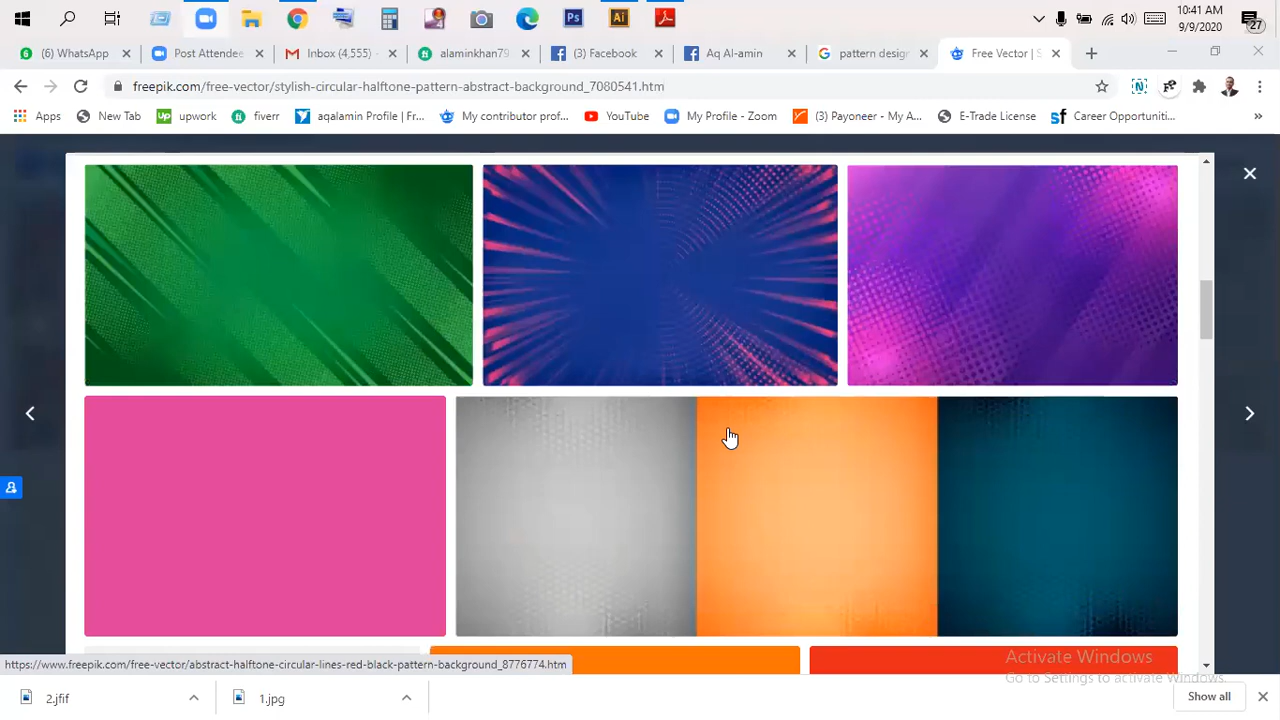 10:41 AM
9/9/2020
27
(6) WhatsApp
Post Attendee
Inbox (4,555)
alaminkhan79
(3) Facebook
Aq Al-amin
pattern design
Free Vector | S
freepik.com/free-vector/stylish-circular-halftone-pattern-abstract-background_7080541.htm
Apps
New Tab
upwork
fiverr
aqalamin Profile | Fr...
My contributor prof...
YouTube
My Profile - Zoom
(3) Payoneer - My A...
E-Trade License
Career Opportuniti...
https://www.freepik.com/free-vector/abstract-halftone-circular-lines-red-black-pattern-background_8776774.htm
Activate Windows
Go to Settings to activate Windows.
2.jfif
1.jpg
Show all